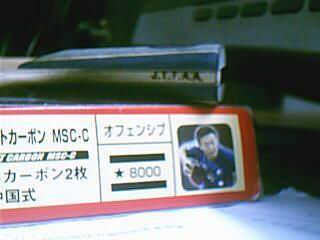 J.T.T.A.A.
トカーボン MSC-C
T CARBON MSC-C
カーボン2枚
中国式
オフェンシブ
★ 8000